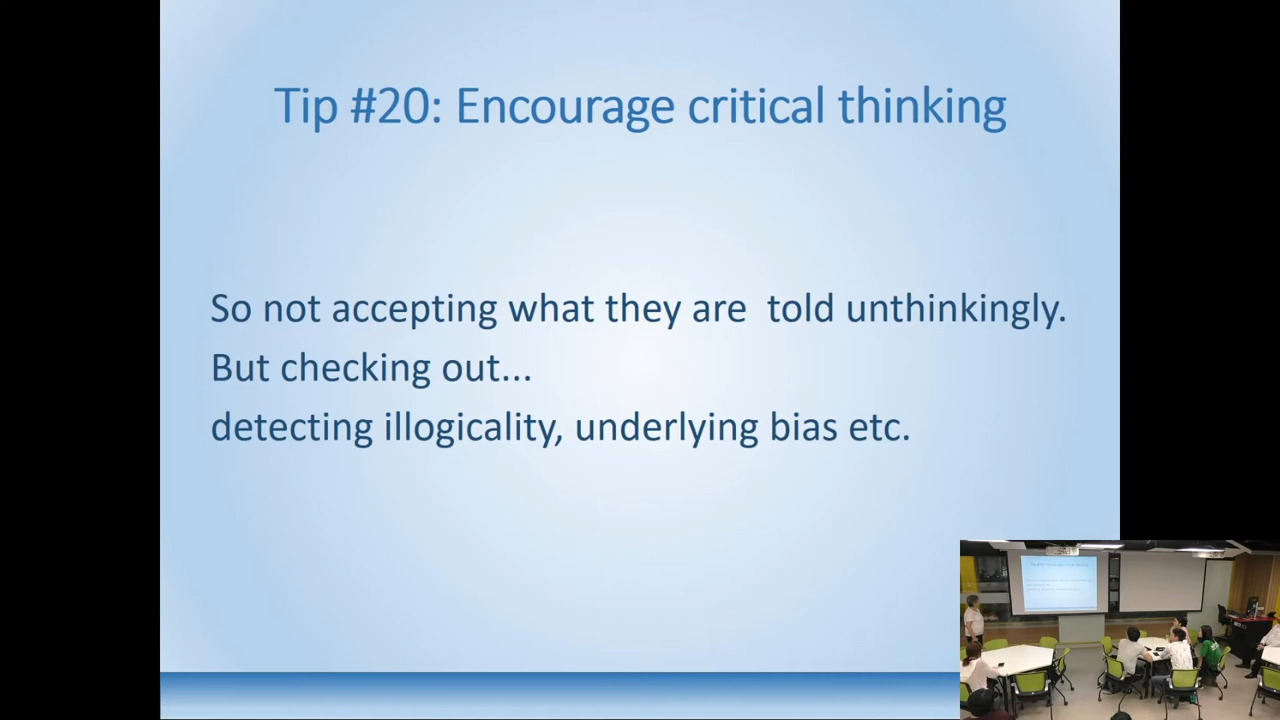 Tip #20: Encourage critical thinking
So not accepting what they are told unthinkingly.
But checking out...
detecting illogicality, underlying bias etc.